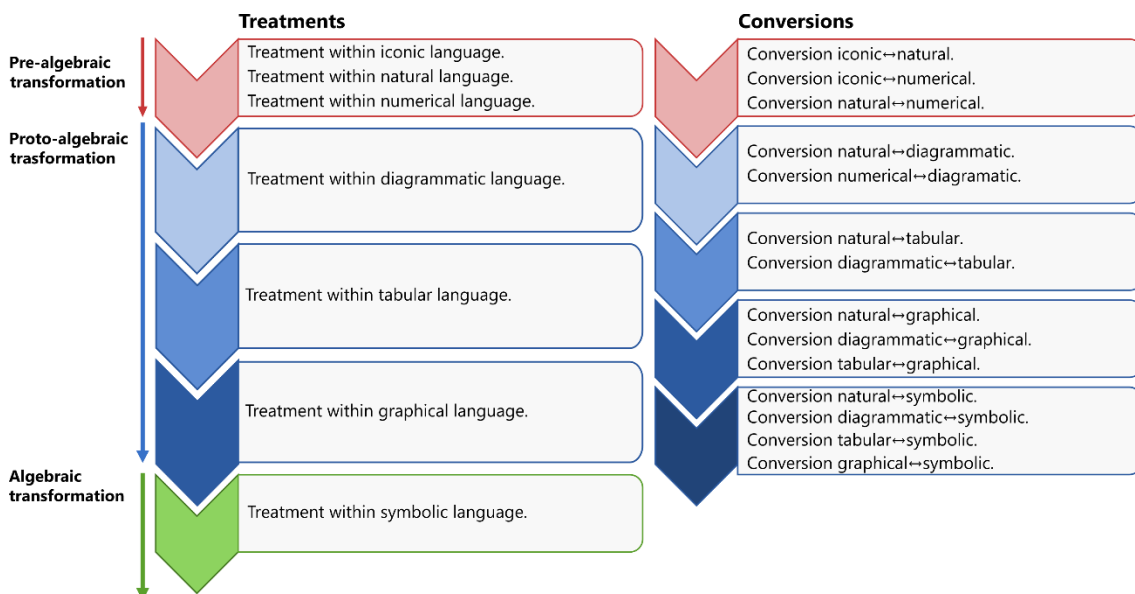 Treatments
Conversions
Pre-algebraic
transformation
Treatment within iconic language.
Treatment within natural language.
Treatment within numerical language.
Conversion iconic↔natural.
Conversion iconic↔numerical.
Conversion natural↔numerical.
Proto-algebraic
trasformation
Treatment within diagrammatic language.
Conversion natural↔diagrammatic.
Conversion numerical↔diagramatic.
Treatment within tabular language.
Conversion natural↔tabular.
Conversion diagrammatic↔tabular.
Treatment within graphical language.
Conversion natural↔graphical.
Conversion diagrammatic↔graphical.
Conversion tabular↔graphical.
Conversion natural↔symbolic.
Conversion diagrammatic↔symbolic.
Conversion tabular↔symbolic.
Conversion graphical↔symbolic.
Algebraic
transformation
Treatment within symbolic language.